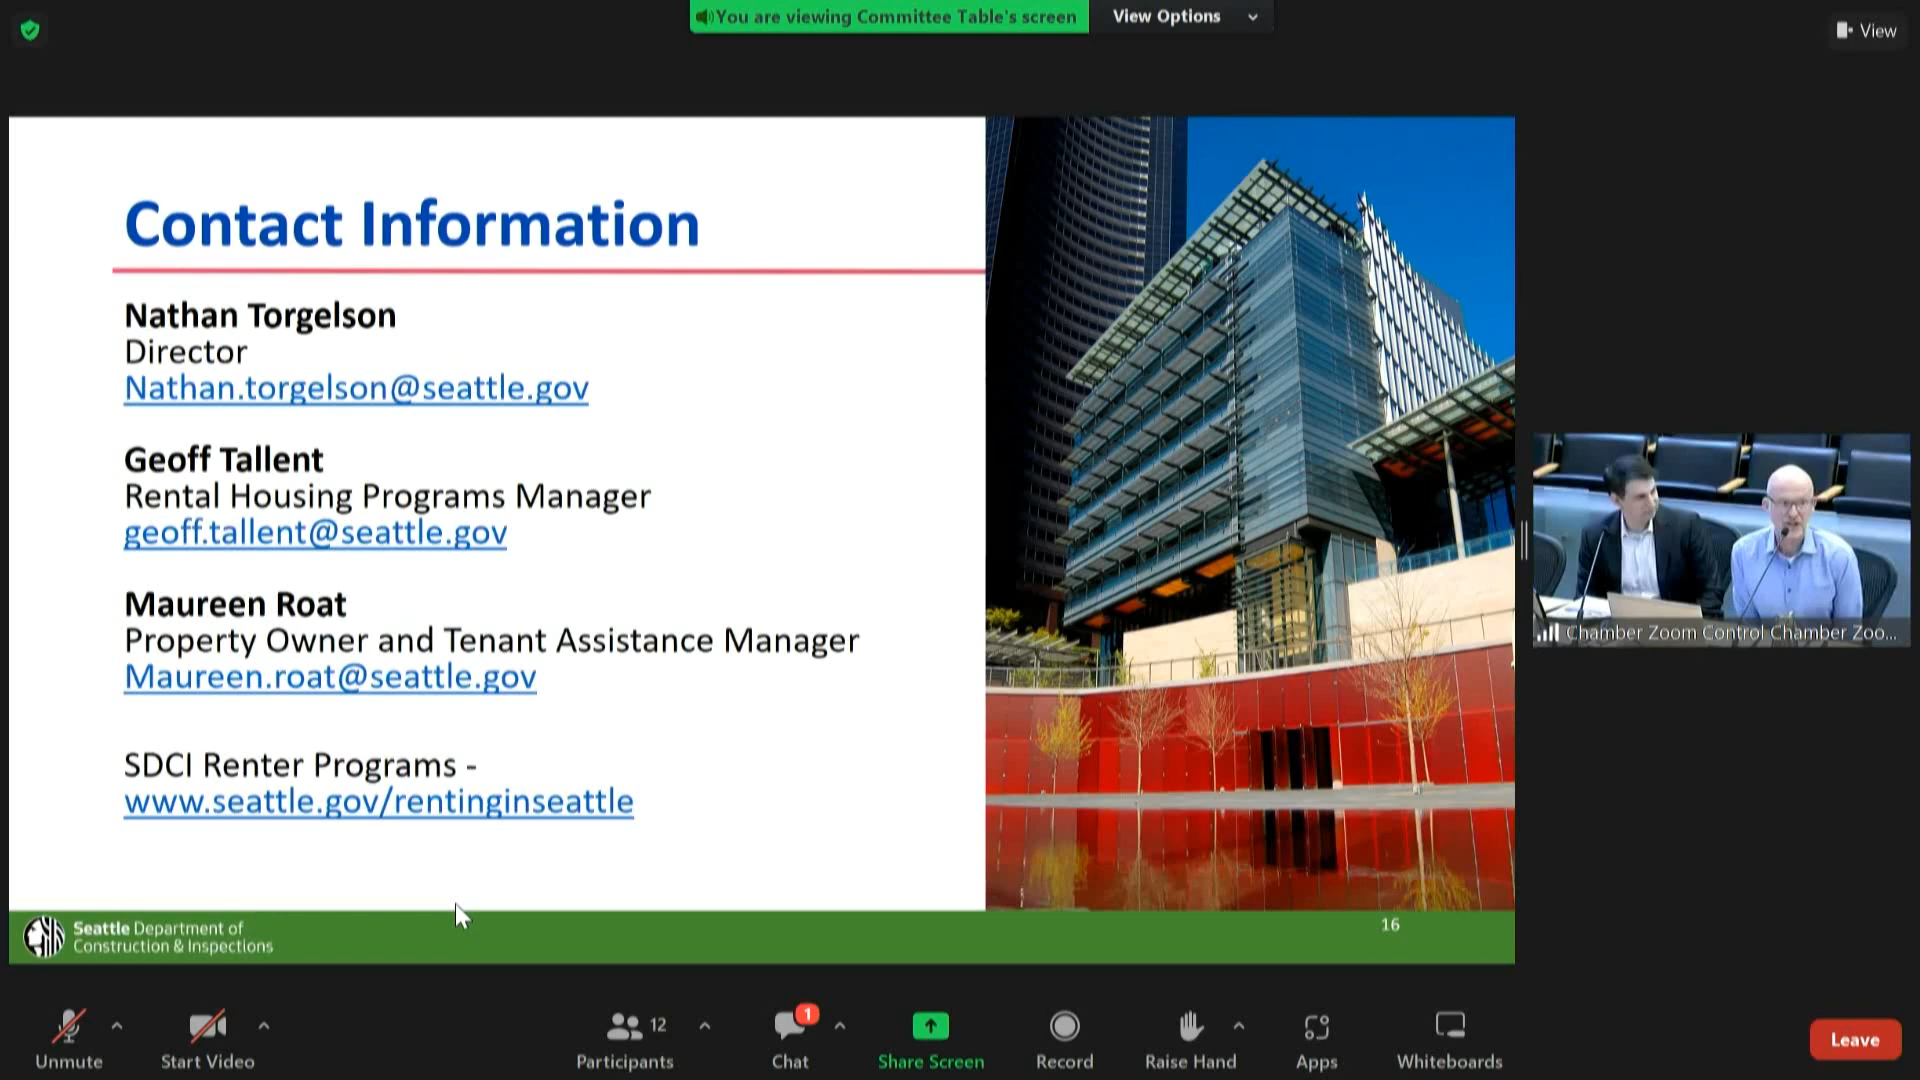 You are viewing Committee Table's screen
View Options
View
Contact Information
Nathan Torgelson
Director
Nathan.torgelson@seattle.gov
Geoff Tallent
Rental Housing Programs Manager
geoff.tallent@seattle.gov
Maureen Roat
Property Owner and Tenant Assistance Manager
Maureen.roat@seattle.gov
SDCI Renter Programs -
www.seattle.gov/rentinginseattle
Chamber Zoom Control Chamber Zoo...
Seattle Department of
Construction & Inspections
16
Unmute
Start Video
12
Participants
1
Chat
Share Screen
Record
Raise Hand
Apps
Whiteboards
Leave